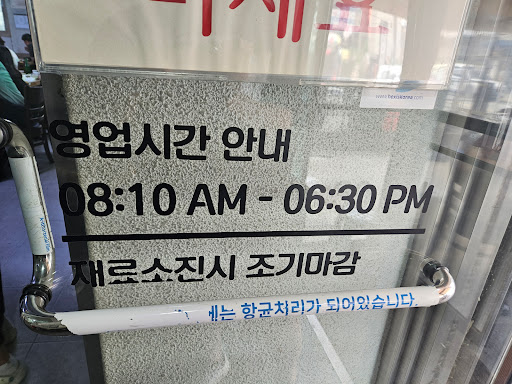 영업시간 안내
08:10 AM - 06:30 PM
재료소진시 조기마감
에는 항균처리가 되어있습니다.